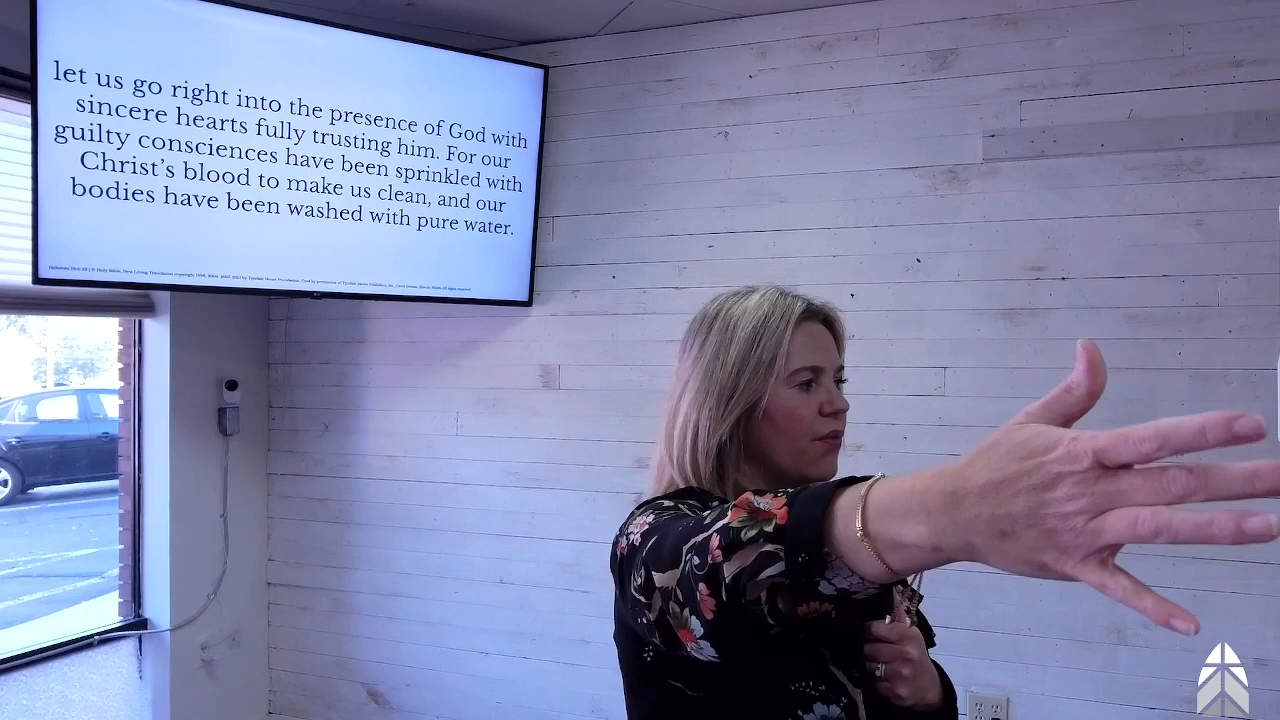 let us go right into the presence of God with
sincere hearts fully trusting him. For our
guilty consciences have been sprinkled with
Christ's blood to make us clean, and our
bodies have been washed with pure water.